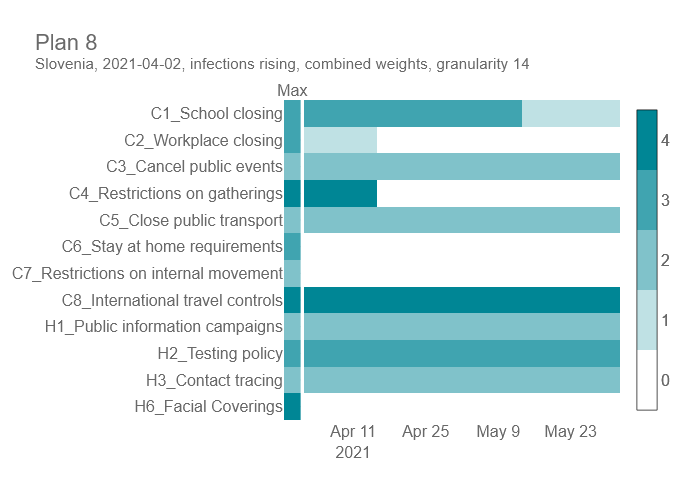 Plan 8
Slovenia, 2021-04-02, infections rising, combined weights, granularity 14
Max
C1_School closing
C2_Workplace closing
C3_Cancel public events
C4_Restrictions on gatherings
C5_Close public transport
C6_Stay at home requirements
C7_Restrictions on internal movement
C8_International travel controls
H1_Public information campaigns
H2_Testing policy
H3_Contact tracing
H6_Facial Coverings
Apr 11 Apr 25 May 9 May 23
2021
4
3
2
1
0